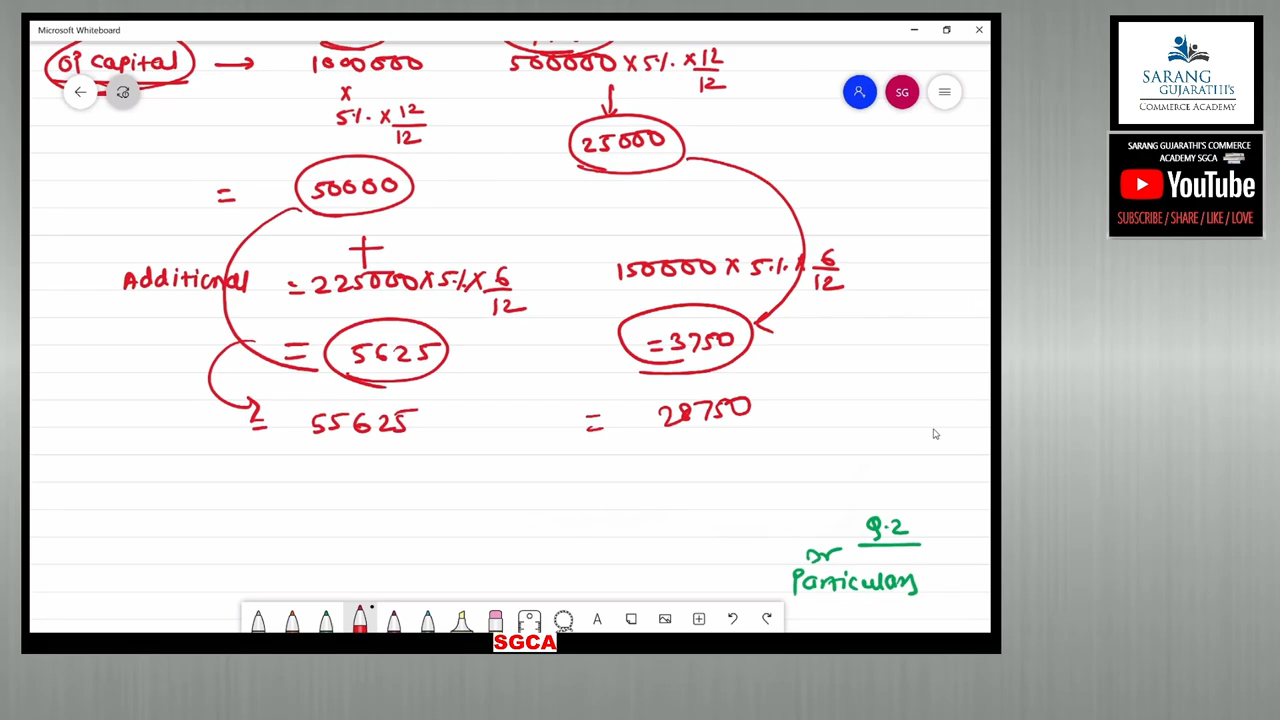 Microsoft Whiteboard
OP Capital → 1000000
500000 × 5% × 12/12
×
5% × 12/12
25000
= 50000
+
Additional = 225000 × 5% × 6/12
150000 × 5% × 6/12
= 5625
= 3750
= 55625
= 28750
Q.2
Dr
Particulars
SG
A
SGCA
SARANG
GUJARATHI'S
COMMERCE ACADEMY
SARANG GUJARATHI'S COMMERCE
ACADEMY SGCA
YouTube
SUBSCRIBE / SHARE / LIKE / LOVE